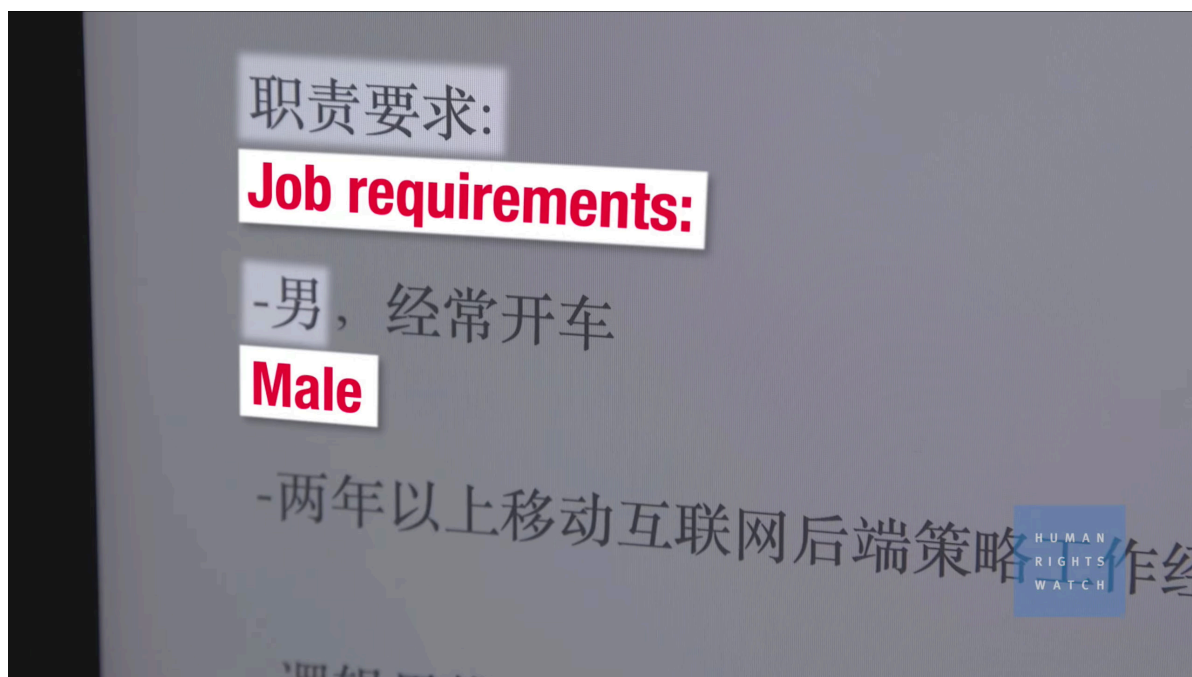 职责要求:
Job requirements:
-男，经常开车
Male
-两年以上移动互联网后端策略工作经
HUMAN
RIGHTS
WATCH